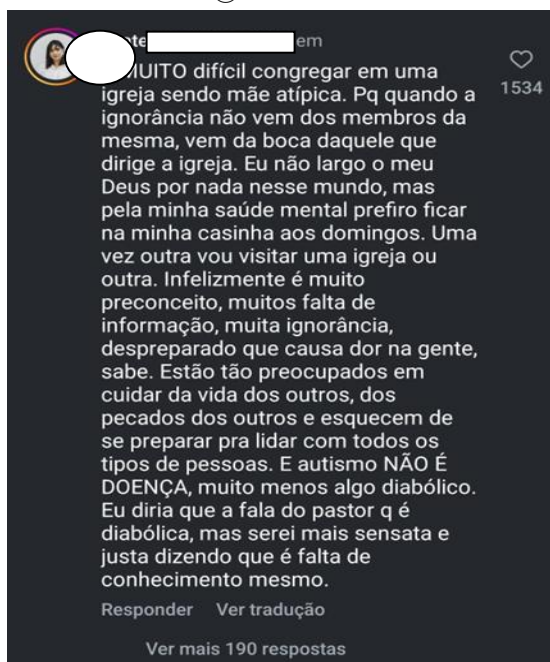 em
MUITO difícil congregar em uma
igreja sendo mãe atípica. Pq quando a
ignorância não vem dos membros da
mesma, vem da boca daquele que
dirige a igreja. Eu não largo o meu
Deus por nada nesse mundo, mas
pela minha saúde mental prefiro ficar
na minha casinha aos domingos. Uma
vez outra vou visitar uma igreja ou
outra. Infelizmente é muito
preconceito, muitos falta de
informação, muita ignorância,
despreparado que causa dor na gente,
sabe. Estão tão preocupados em
cuidar da vida dos outros, dos
pecados dos outros e esquecem de
se preparar pra lidar com todos os
tipos de pessoas. E autismo NÃO É
DOENÇA, muito menos algo diabólico.
Eu diria que a fala do pastor q é
diabólica, mas serei mais sensata e
justa dizendo que é falta de
conhecimento mesmo.
1534
Responder Ver tradução
Ver mais 190 respostas